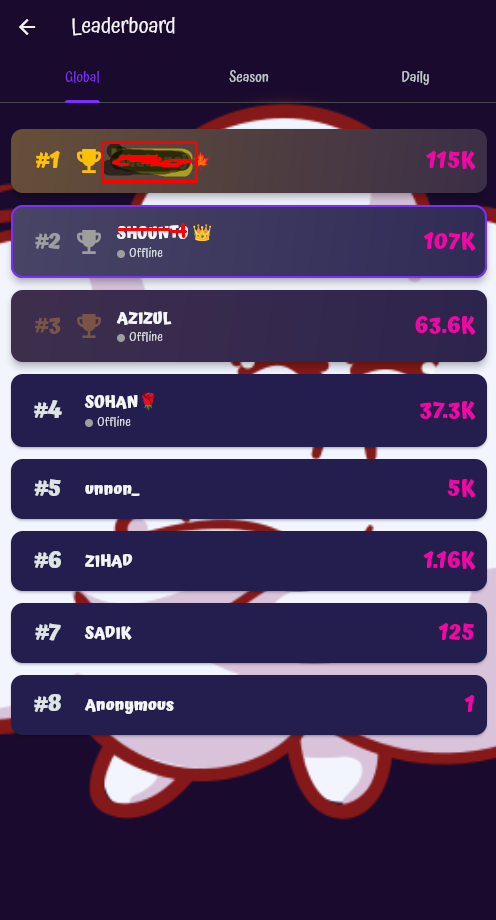 Leaderboard
Global Season Daily
#1 🍁 115K
#2 SHOUNTO 👑 107K
Offline
#3 AZIZUL 63.6K
Offline
#4 SOHAN🌹 37.3K
Offline
#5 unnon_ 5K
#6 ZIHAD 1.16K
#7 SADIK 125
#8 Anonymous 1